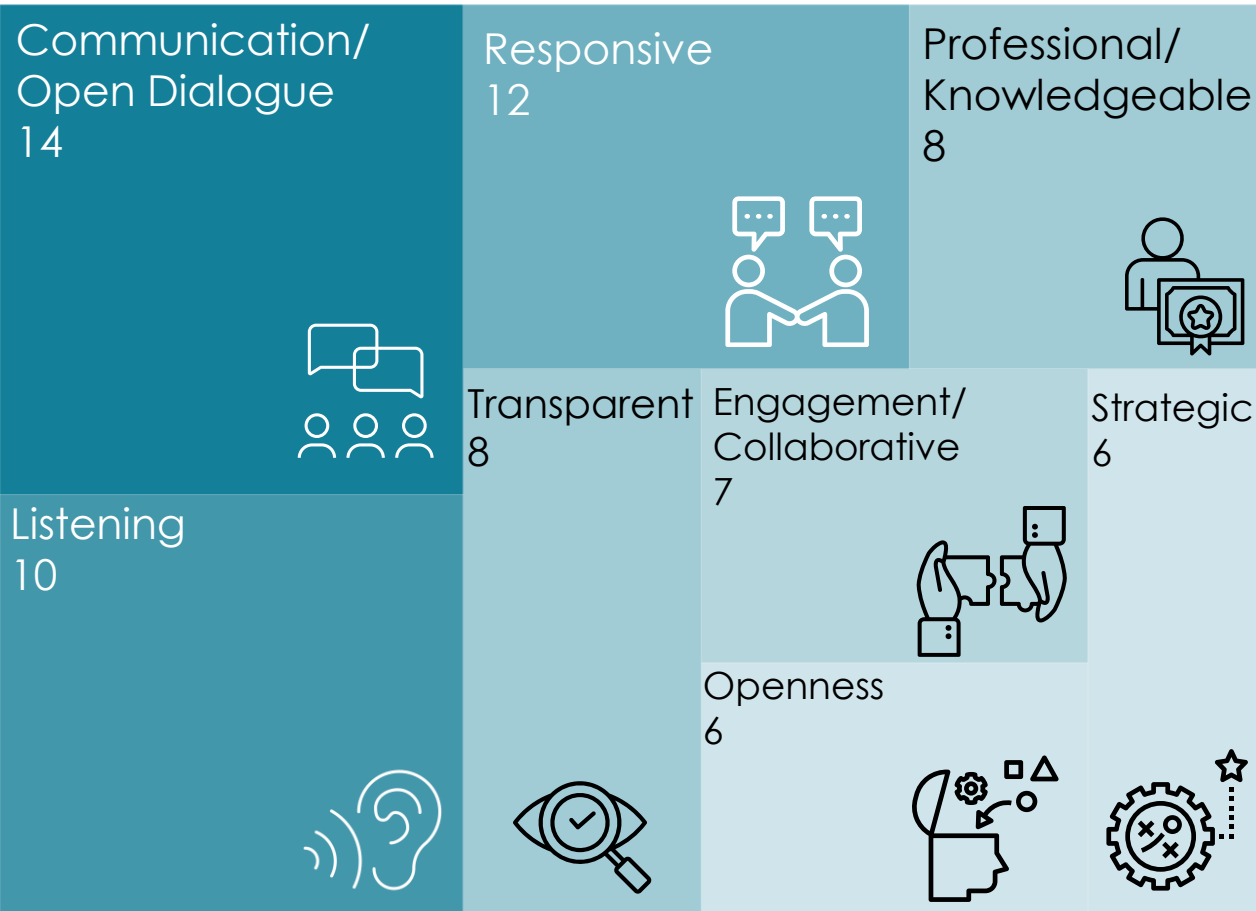 Communication/
Open Dialogue
14
Responsive
12
Professional/
Knowledgeable
8
Listening
10
Transparent
8
Engagement/
Collaborative
7
Strategic
6
Openness
6